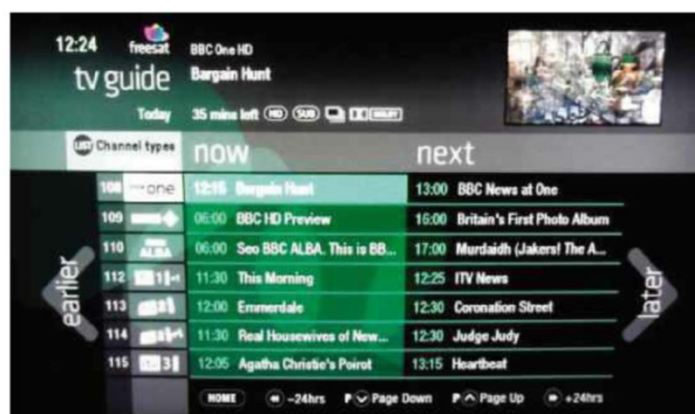 12:24 freesat BBC One HD
tv guide Bargain Hunt
Today 35 mins left HD SUB
LIST Channel types now next
108 one 12:15 Bargain Hunt 13:00 BBC News at One
109 06:00 BBC HD Preview 16:00 Britain's First Photo Album
110 ALBA 06:00 Seo BBC ALBA. This is BB... 17:00 Murdaidh (Jakers! The A...
112 1 11:30 This Morning 12:25 ITV News
113 12:00 Emmerdale 12:30 Coronation Street
114 11:30 Real Housewives of New... 12:30 Judge Judy
115 3 12:05 Agatha Christie's Poirot 13:15 Heartbeat
earlier
later
HOME -24hrs P Page Down P Page Up +24hrs